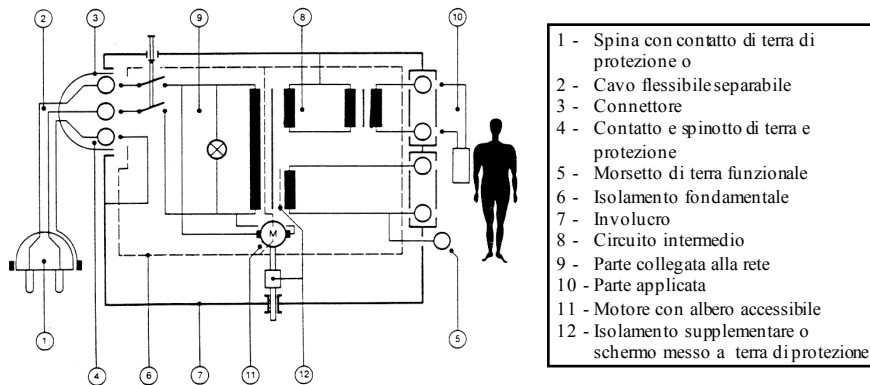 2
3
9
8
10
M
1
4
6
7
11
12
5
1 - Spina con contatto di terra di
protezione o
2 - Cavo flessibile separabile
3 - Connettore
4 - Contatto e spinotto di terra e
protezione
5 - Morsetto di terra funzionale
6 - Isolamento fondamentale
7 - Involucro
8 - Circuito intermedio
9 - Parte collegata alla rete
10 - Parte applicata
11 - Motore con albero accessibile
12 - Isolamento supplementare o
schermo messo a terra di protezione